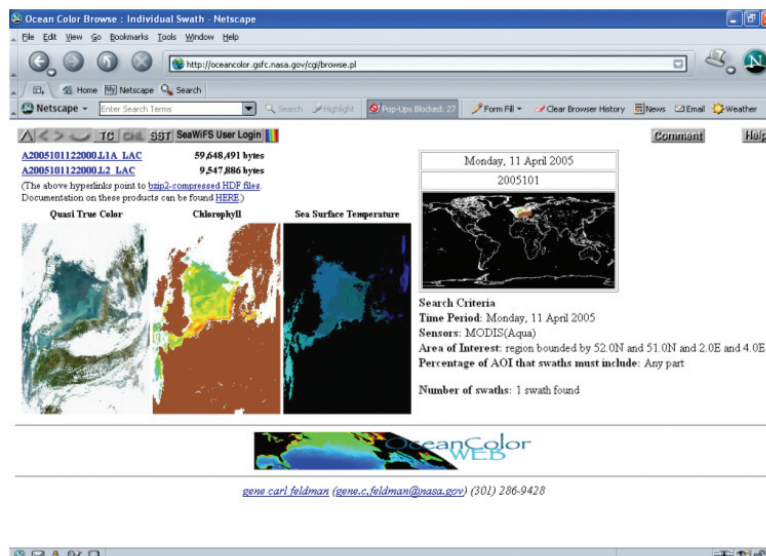 Ocean Color Browse : Individual Swath - Netscape
File Edit View Go Bookmarks Tools Window Help
http://oceancolor.gsfc.nasa.gov/cgi/browse.pl
Home Netscape Search
Netscape Enter Search Terms Search Highlight Pop-Ups Blocked: 27 Form Fill Clear Browser History News Email Weather
TC CHL SST SeaWiFS User Login Comment Help
A2005101122000.L1A_LAC 59,648,491 bytes
A2005101122000.L2_LAC 9,547,886 bytes
(The above hyperlinks point to bzip2-compressed HDF files.
Documentation on these products can be found HERE.)
Quasi True Color Chlorophyll Sea Surface Temperature
Monday, 11 April 2005
2005101
Search Criteria
Time Period: Monday, 11 April 2005
Sensors: MODIS(Aqua)
Area of Interest: region bounded by 52.0N and 51.0N and 2.0E and 4.0E
Percentage of AOI that swaths must include: Any part
Number of swaths: 1 swath found
OceanColor
WEB
gene carl feldman (gene.c.feldman@nasa.gov) (301) 286-9428